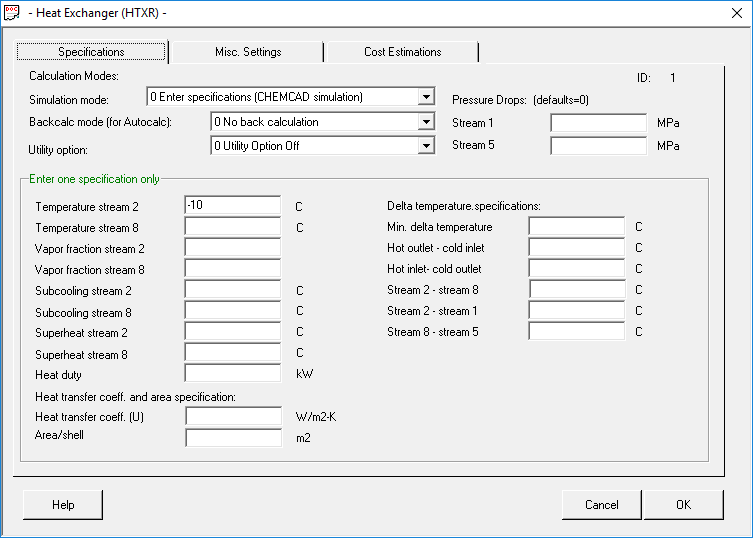 - Heat Exchanger (HTXR) -
Specifications
Misc. Settings
Cost Estimations
Calculation Modes:
ID: 1
Simulation mode:
0 Enter specifications (CHEMCAD simulation)
Pressure Drops: (defaults=0)
Backcalc mode (for Autocalc):
0 No back calculation
Stream 1
MPa
Utility option:
0 Utility Option Off
Stream 5
MPa
Enter one specification only
Temperature stream 2
-10
C
Delta temperature.specifications:
Temperature stream 8
C
Min. delta temperature
C
Vapor fraction stream 2
Hot outlet - cold inlet
C
Vapor fraction stream 8
Hot inlet- cold outlet
C
Subcooling stream 2
C
Stream 2 - stream 8
C
Subcooling stream 8
C
Stream 2 - stream 1
C
Superheat stream 2
C
Stream 8 - stream 5
C
Superheat stream 8
C
Heat duty
kW
Heat transfer coeff. and area specification:
Heat transfer coeff. (U)
W/m2-K
Area/shell
m2
Help
Cancel
OK